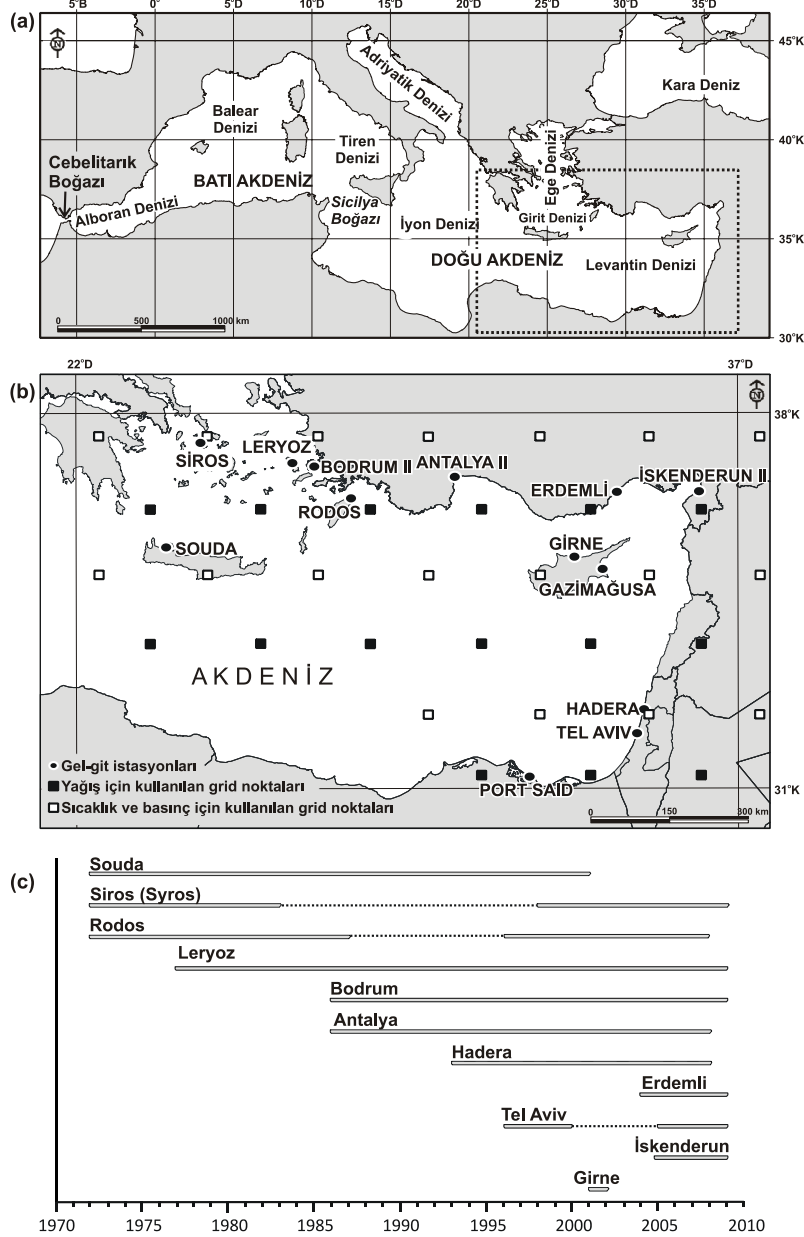 5°B
0°
5°D
10°D
15°D
20°D
25°D
30°D
35°D
(a)
N
45°K
Adriyatik Denizi
Kara Deniz
Balear
Denizi
40°K
Tiren
Denizi
Ege Denizi
Cebelitarık
Boğazı
BATI AKDENİZ
Sicilya
Boğazı
Alboran Denizi
İyon Denizi
Girit Denizi
35°K
DOĞU AKDENİZ
Levantin Denizi
0 500 1000 km
30°K
22°D
37°D
(b)
N
38°K
SİROS
LERYOZ
BODRUM II
ANTALYA II
ERDEMLİ
İSKENDERUN II
RODOS
SOUDA
GİRNE
GAZİMAĞUSA
AKDENİZ
HADERA
TEL AVIV
Gel-git istasyonları
Yağış için kullanılan grid noktaları
PORT SAID
31°K
Sıcaklık ve basınç için kullanılan grid noktaları
0 150 300 km
(c)
Souda
Siros (Syros)
Rodos
Leryoz
Bodrum
Antalya
Hadera
Erdemli
Tel Aviv
İskenderun
Girne
1970 1975 1980 1985 1990 1995 2000 2005 2010